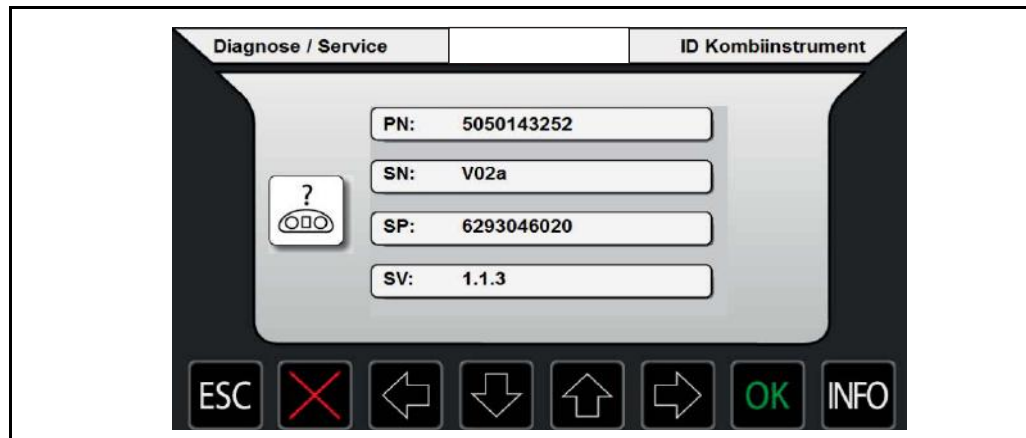 Diagnose / Service ID Kombiinstrument
PN: 5050143252
SN: V02a
?
SP: 6293046020
SV: 1.1.3
ESC OK INFO